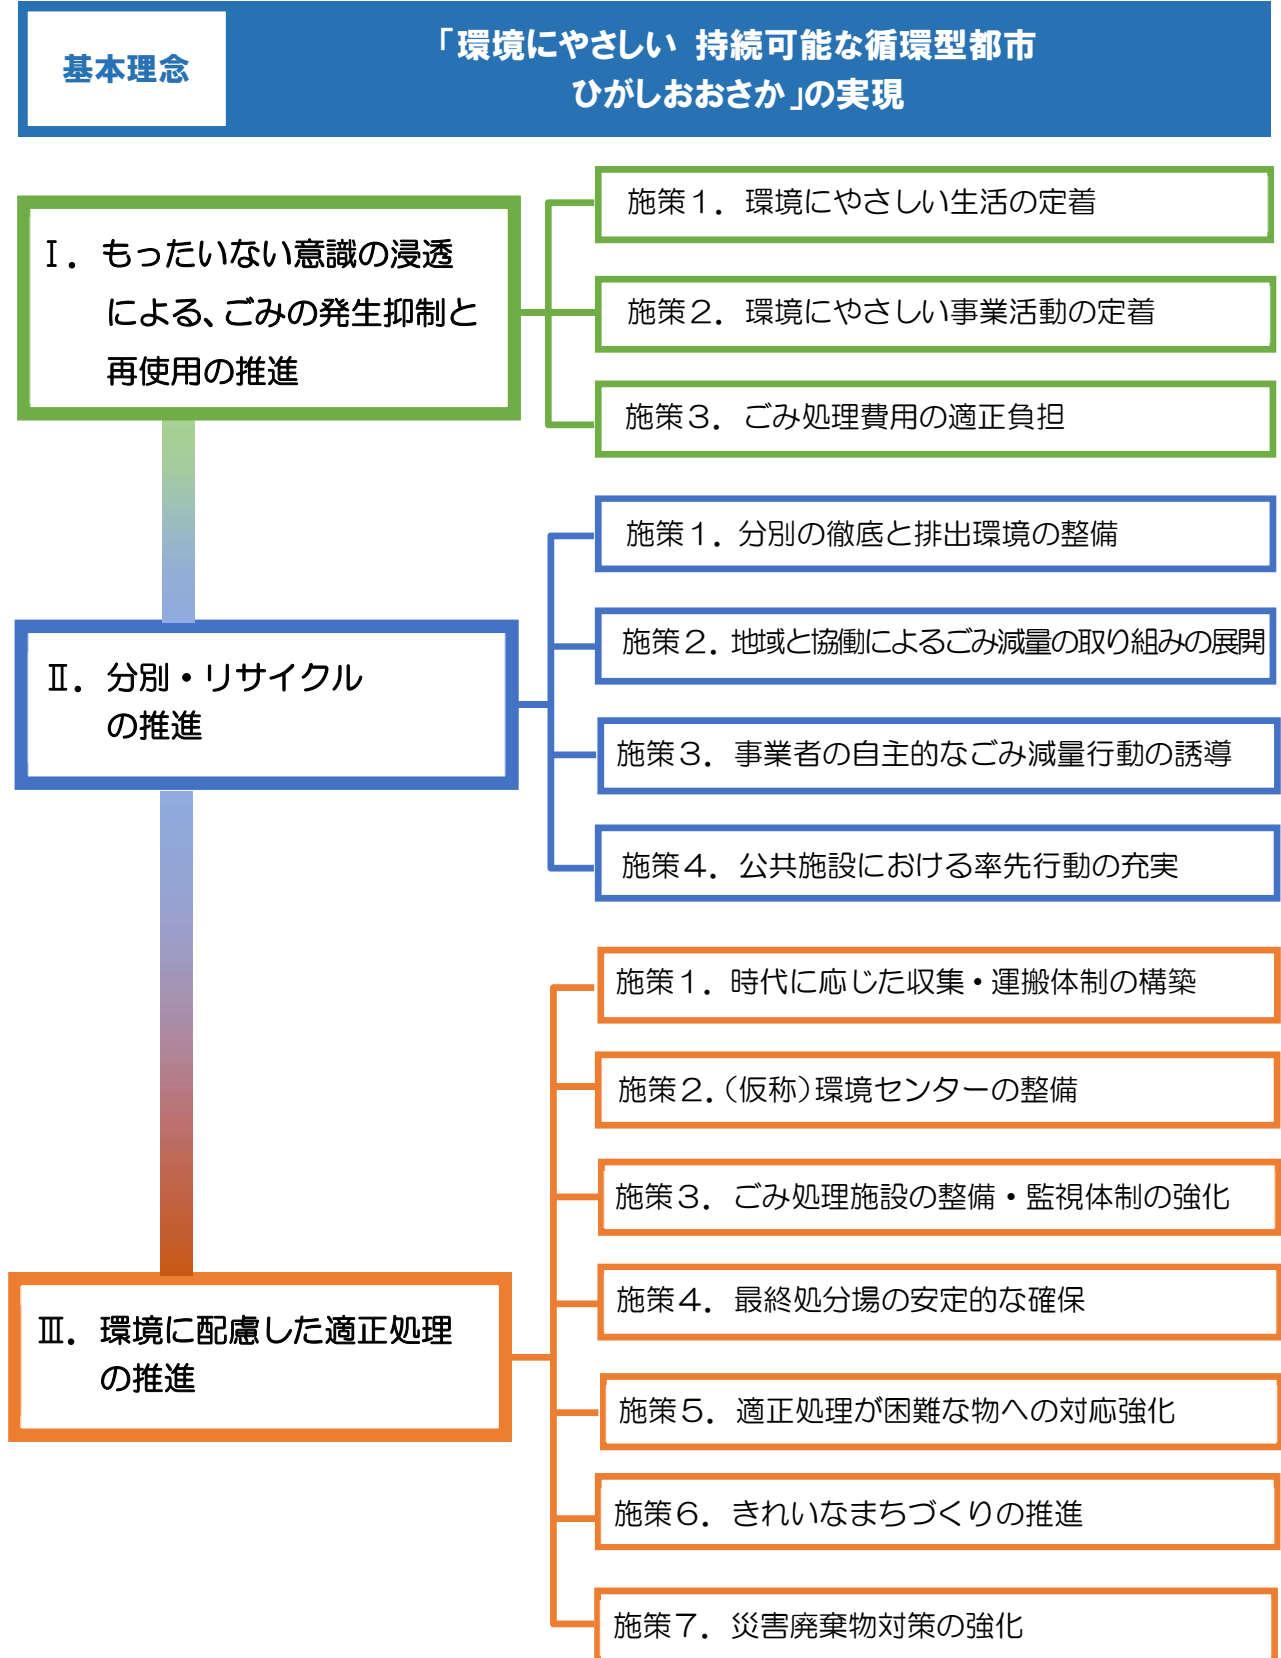 基本理念
「環境にやさしい 持続可能な循環型都市
ひがしおおさか」の実現
Ⅰ．もったいない意識の浸透
による、ごみの発生抑制と
再使用の推進
施策１．環境にやさしい生活の定着
施策２．環境にやさしい事業活動の定着
施策３．ごみ処理費用の適正負担
Ⅱ．分別・リサイクル
の推進
施策１．分別の徹底と排出環境の整備
施策２．地域と協働によるごみ減量の取り組みの展開
施策３．事業者の自主的なごみ減量行動の誘導
施策４．公共施設における率先行動の充実
Ⅲ．環境に配慮した適正処理
の推進
施策１．時代に応じた収集・運搬体制の構築
施策２．（仮称）環境センターの整備
施策３．ごみ処理施設の整備・監視体制の強化
施策４．最終処分場の安定的な確保
施策５．適正処理が困難な物への対応強化
施策６．きれいなまちづくりの推進
施策７．災害廃棄物対策の強化